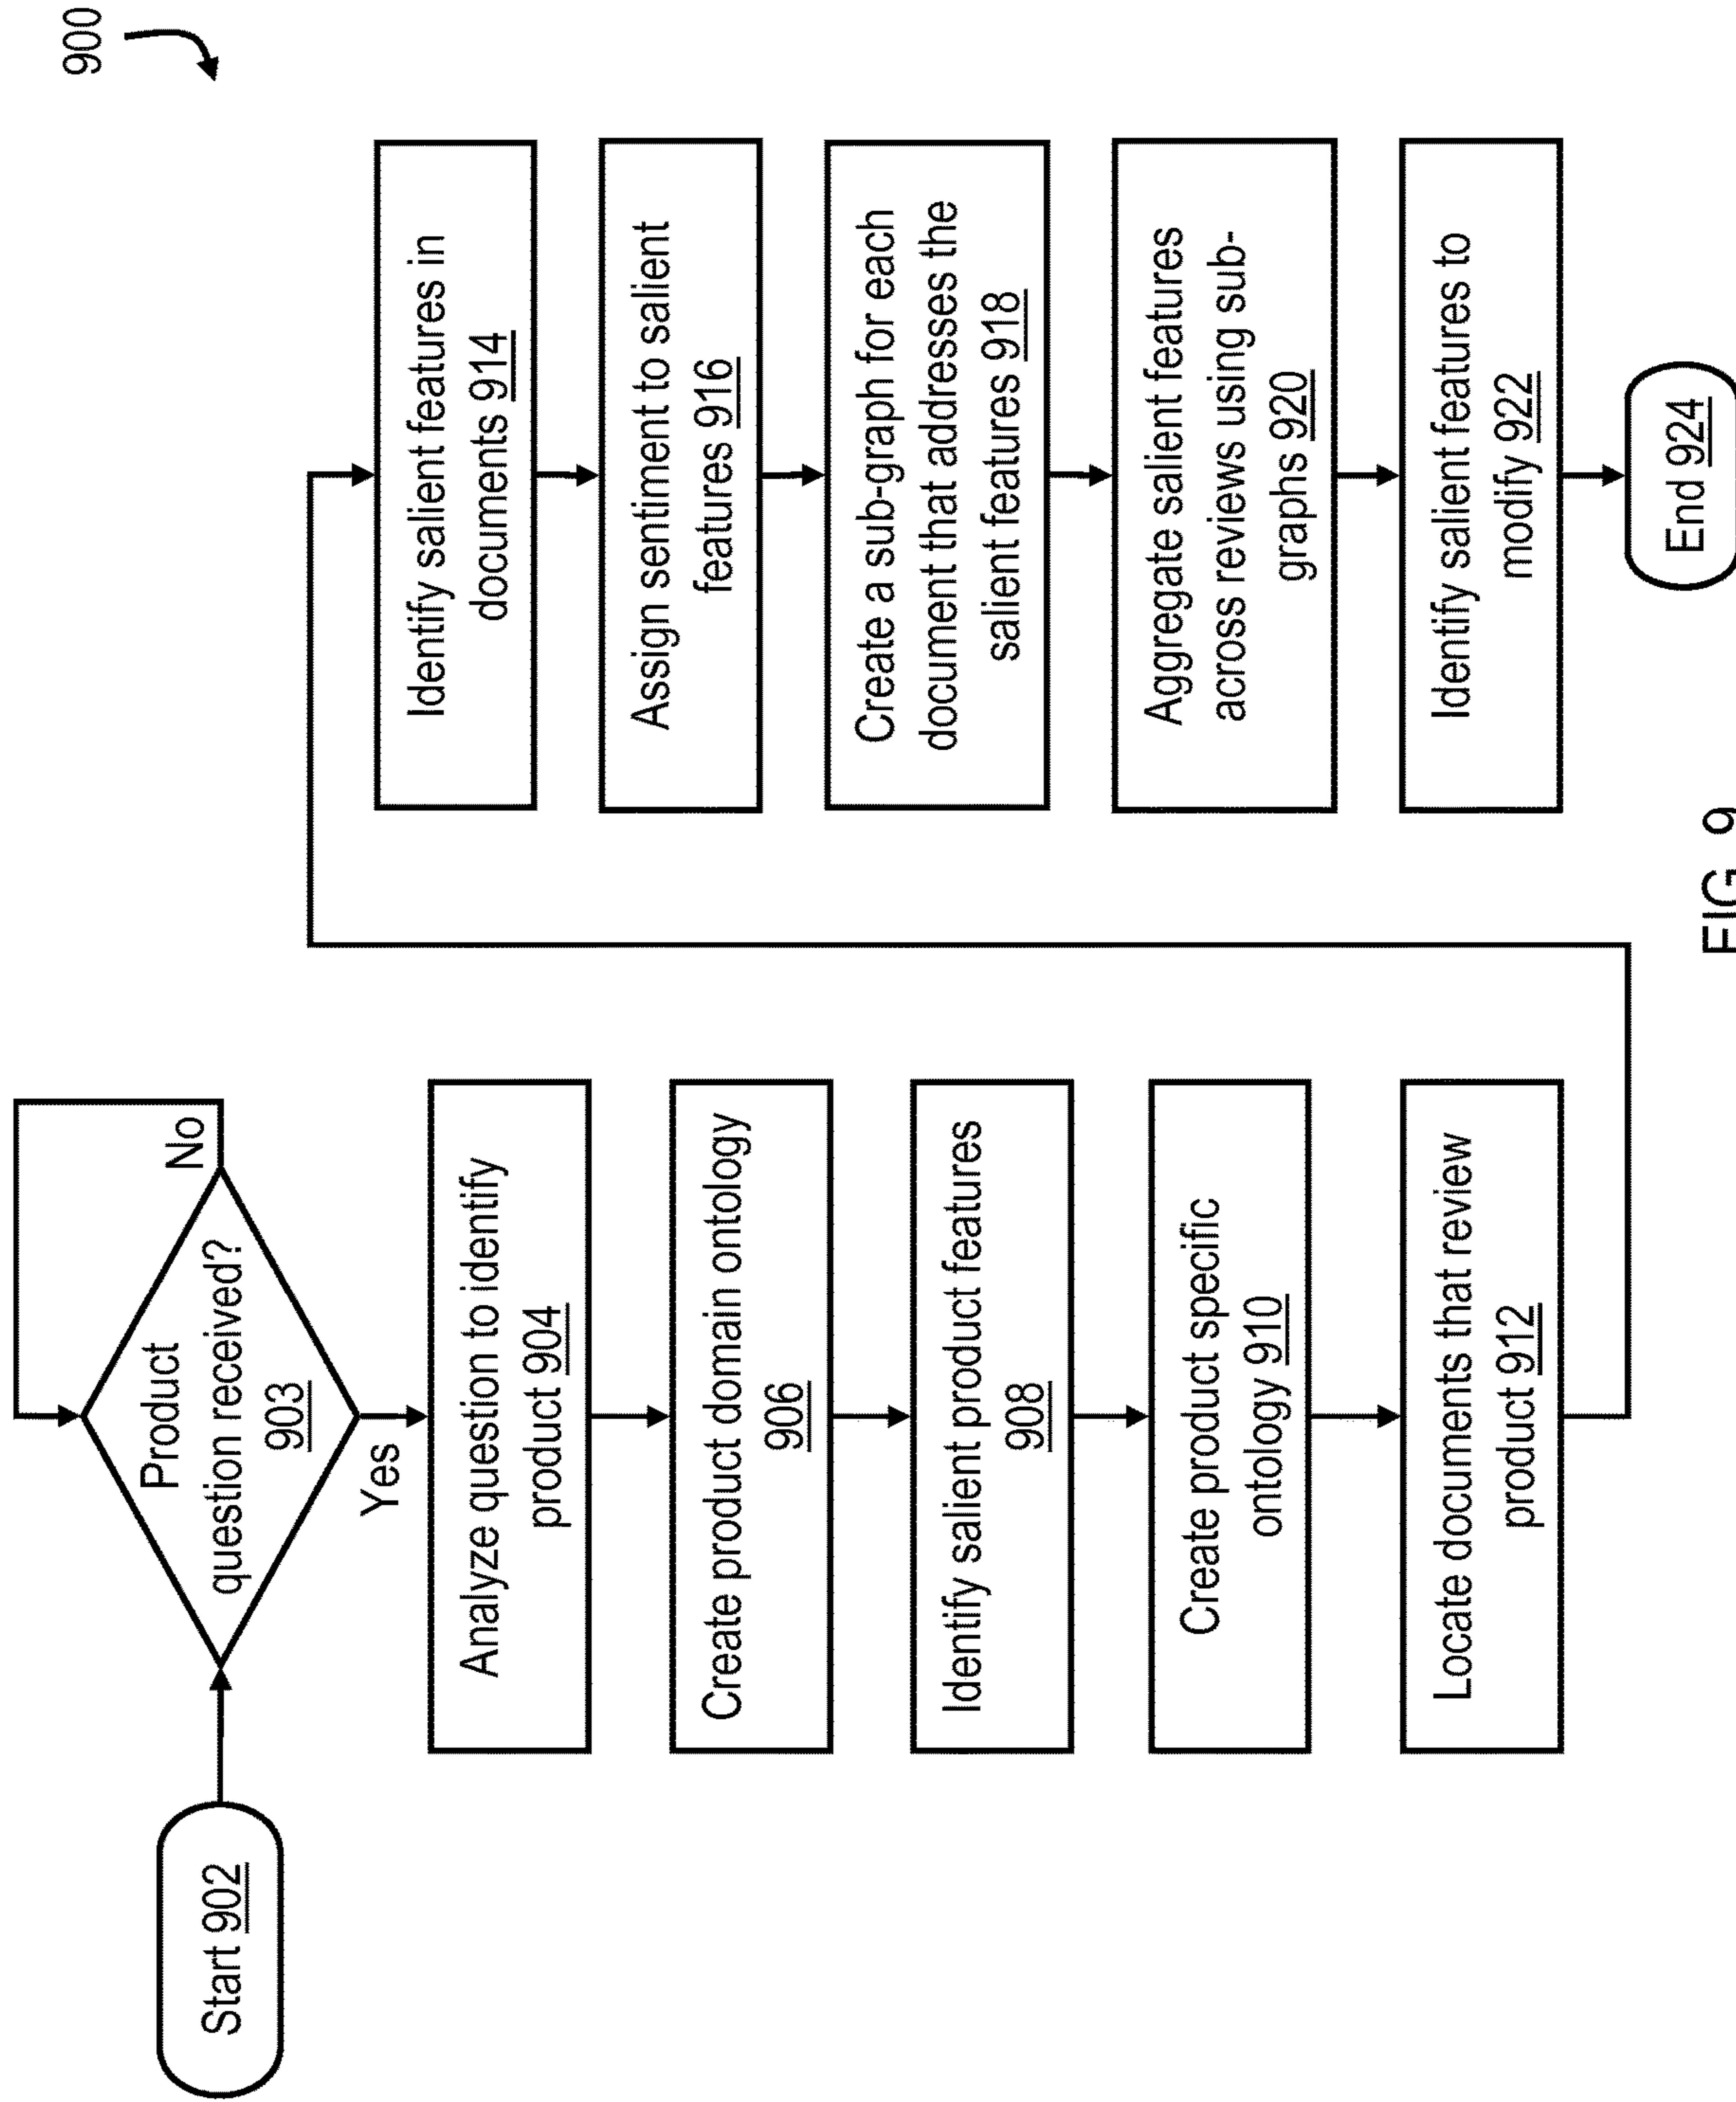 900
Start 902
Product
question received?
903
No
Yes
Analyze question to identify
product 904
Create product domain ontology
906
Identify salient product features
908
Create product specific
ontology 910
Locate documents that review
product 912
Identify salient features in
documents 914
Assign sentiment to salient
features 916
Create a sub-graph for each
document that addresses the
salient features 918
Aggregate salient features
across reviews using sub-
graphs 920
Identify salient features to
modify 922
End 924
FIG. 9